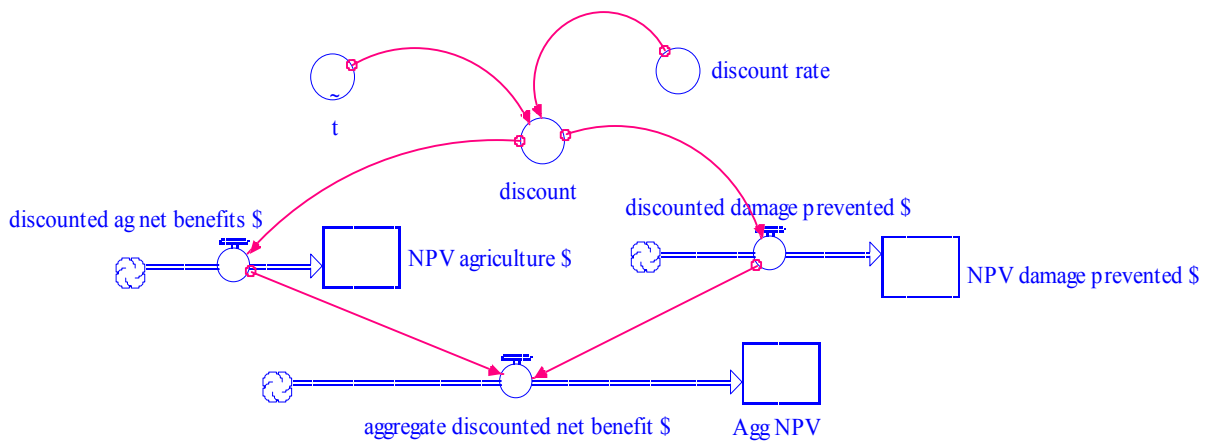 discount rate
~
t
discount
discounted ag net benefits $
discounted damage prevented $
NPV agriculture $
NPV damage prevented $
aggregate discounted net benefit $
Agg NPV